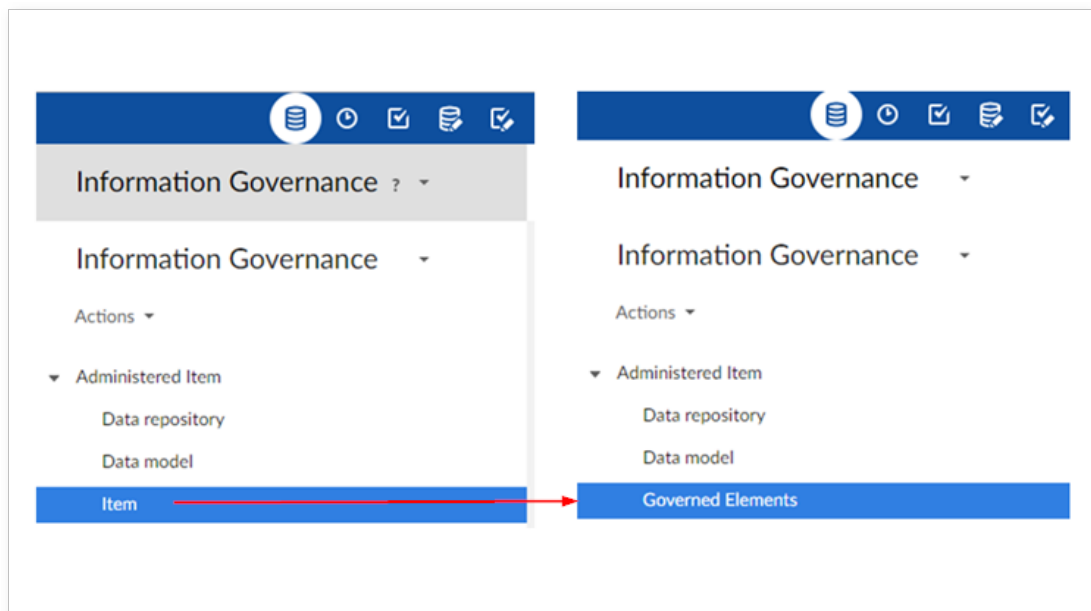 Information Governance ?
Information Governance
Actions
Administered Item
Data repository
Data model
Item
Information Governance
Information Governance
Actions
Administered Item
Data repository
Data model
Governed Elements